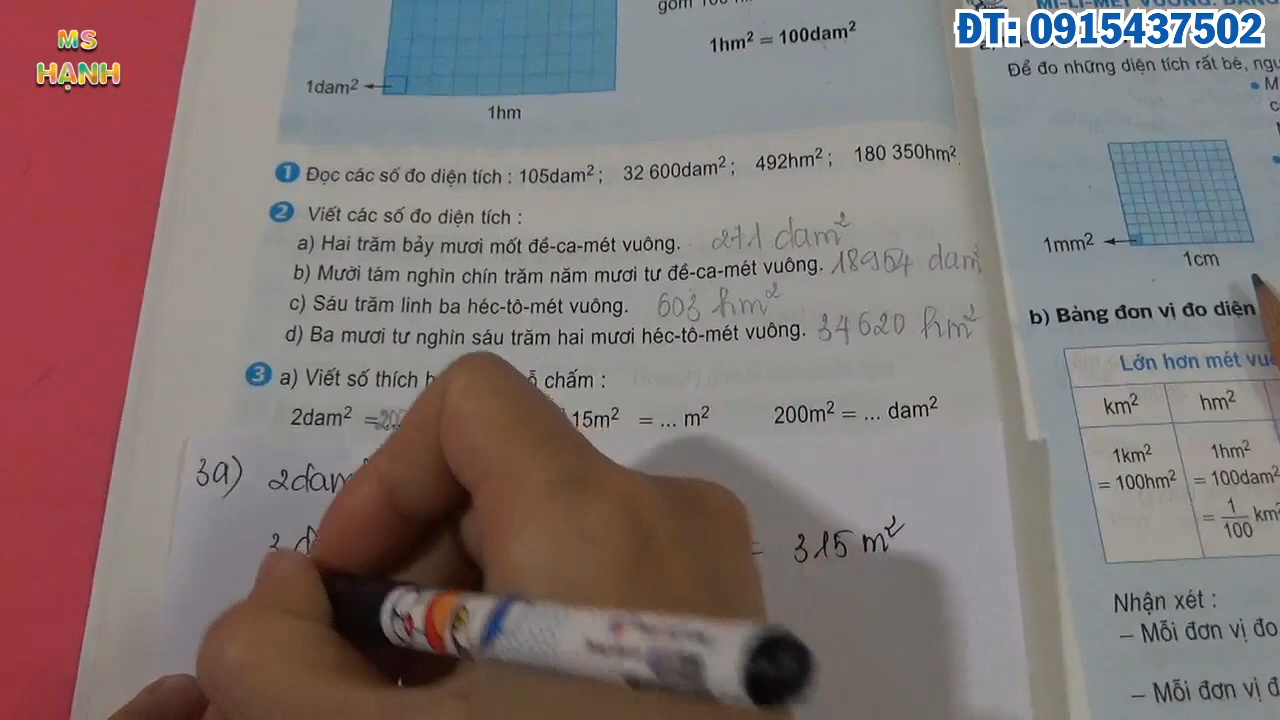 MS
HẠNH
ĐT: 0915437502
1hm² = 100dam²
1dam²
1hm
1 Đọc các số đo diện tích : 105dam² ; 32 600dam² ; 492hm² ; 180 350hm².
2 Viết các số đo diện tích :
a) Hai trăm bảy mươi mốt đề-ca-mét vuông. 271 dam²
b) Mười tám nghìn chín trăm năm mươi tư đề-ca-mét vuông. 18954 dam²
c) Sáu trăm linh ba héc-tô-mét vuông. 603 hm²
d) Ba mươi tư nghìn sáu trăm hai mươi héc-tô-mét vuông. 34620 hm²
3 a) Viết số thích chấm :
2dam² = 15m² = ... m² 200m² = ... dam²
3a) 2dam
= 315 m²
Để đo những diện tích rất bé,
1mm²
1cm
b) Bảng đơn vị đo diện
Lớn hơn mét
km² hm²
1km² 1hm²
= 100hm² = 100dam²
= 1/100 km²
Nhận xét :
– Mỗi đơn vị đo
– Mỗi đơn vị